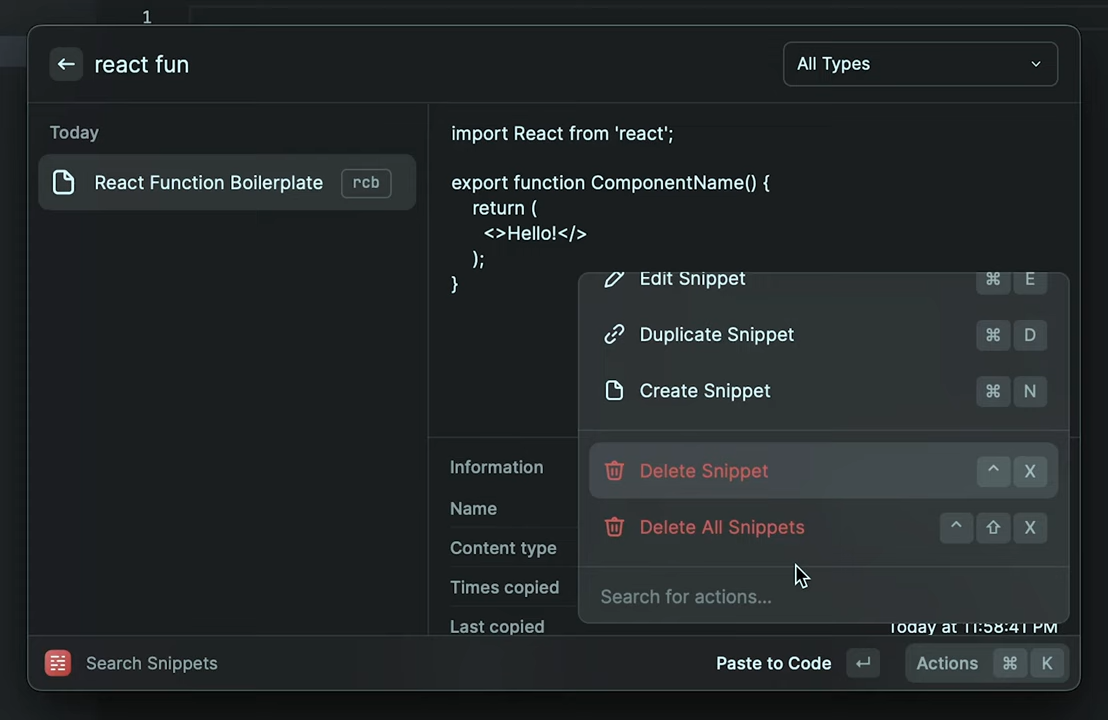 1
react fun
All Types
Today
React Function Boilerplate rcb
import React from 'react';
export function ComponentName() {
return (
<>Hello!</>
);
}
Edit Snippet ⌘ E
Duplicate Snippet ⌘ D
Create Snippet ⌘ N
Delete Snippet ^ X
Delete All Snippets ^ ⇧ X
Search for actions...
Information
Name
Content type
Times copied
Last copied
Today at 11:58:41 PM
Search Snippets
Paste to Code ↵
Actions ⌘ K